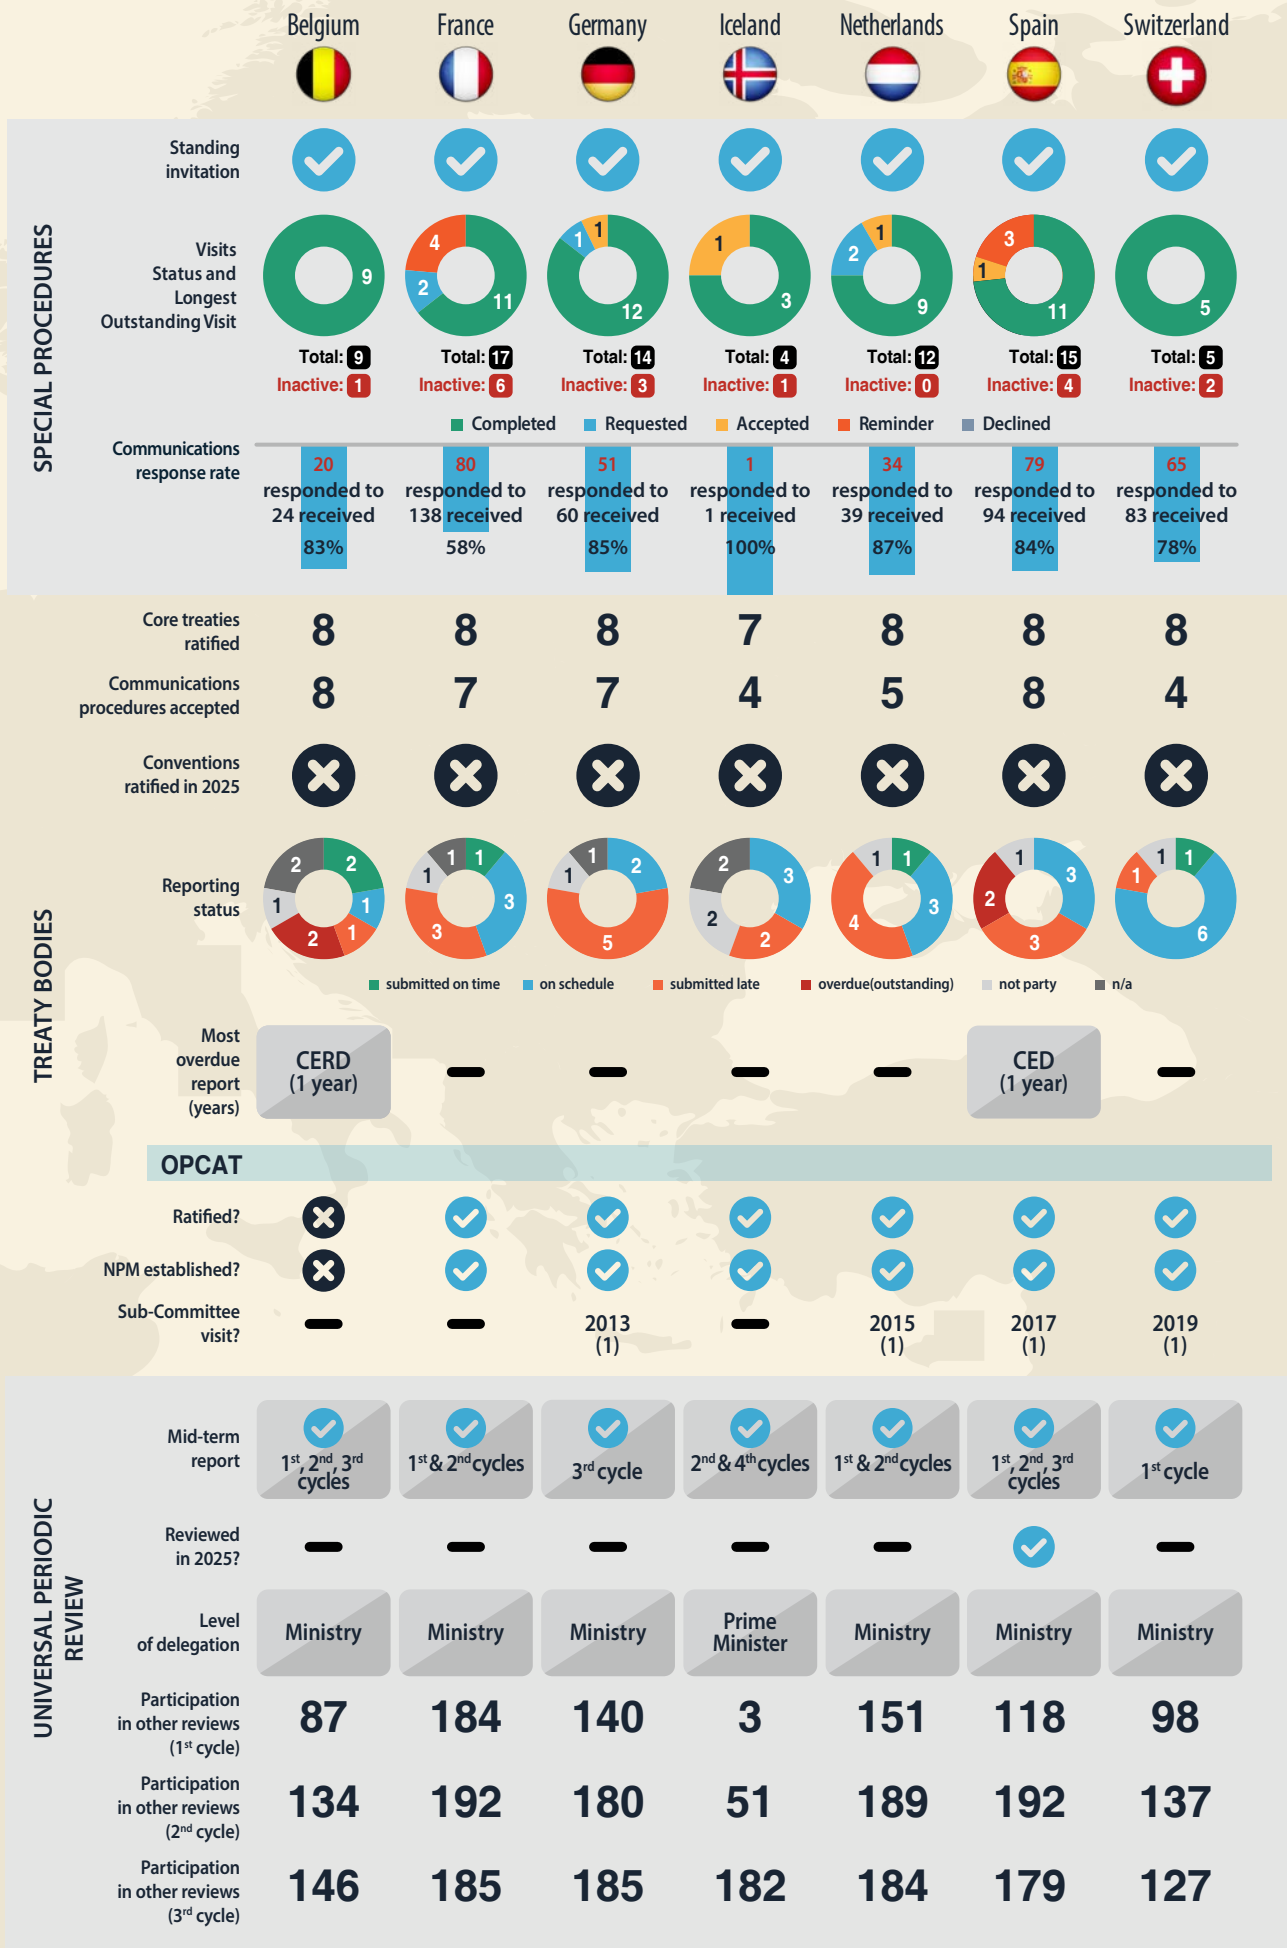 Belgium France Germany Iceland Netherlands Spain Switzerland
SPECIAL PROCEDURES
Standing
invitation
Visits
Status and
Longest
Outstanding Visit
9
4 2 11
1 1 12
1 3
1 2 9
3 1 11
5
Total: 9 Total: 17 Total: 14 Total: 4 Total: 12 Total: 15 Total: 5
Inactive: 1 Inactive: 6 Inactive: 3 Inactive: 1 Inactive: 0 Inactive: 4 Inactive: 2
Completed Requested Accepted Reminder Declined
Communications
response rate
20 80 51 1 34 79 65
responded to responded to responded to responded to responded to responded to responded to
24 received 138 received 60 received 1 received 39 received 94 received 83 received
83% 58% 85% 100% 87% 84% 78%
TREATY BODIES
Core treaties
ratified
8 8 8 7 8 8 8
Communications
procedures accepted
8 7 7 4 5 8 4
Conventions
ratified in 2025
Reporting
status
2 2 1 1 2 1
1 1 3 3 1
1 2 5 1
2 3 2 2
1 1 3 4
1 3 3 2
1 1 6 1
submitted on time on schedule submitted late overdue(outstanding) not party n/a
Most
overdue
report
(years)
CERD
(1 year)
CED
(1 year)
OPCAT
Ratified?
NPM established?
Sub-Committee
visit?
2013 2015 2017 2019
(1) (1) (1) (1)
UNIVERSAL PERIODIC
REVIEW
Mid-term
report
1st, 2nd, 3rd
cycles
1st & 2nd cycles
3rd cycle
2nd & 4th cycles
1st & 2nd cycles
1st, 2nd, 3rd
cycles
1st cycle
Reviewed
in 2025?
Level
of delegation
Ministry Ministry Ministry Prime
Minister Ministry Ministry Ministry
Participation
in other reviews
(1st cycle)
87 184 140 3 151 118 98
Participation
in other reviews
(2nd cycle)
134 192 180 51 189 192 137
Participation
in other reviews
(3rd cycle)
146 185 185 182 184 179 127